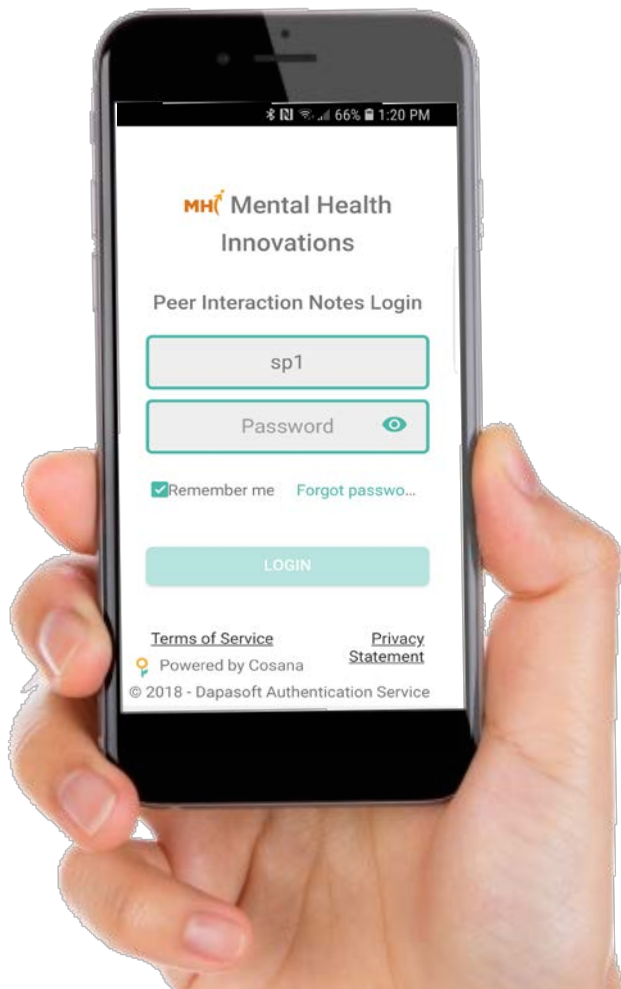 66% 1:20 PM
MHI Mental Health
Innovations
Peer Interaction Notes Login
sp1
Password
Remember me Forgot passwo...
LOGIN
Terms of Service Privacy
Statement
Powered by Cosana
© 2018 - Dapasoft Authentication Service